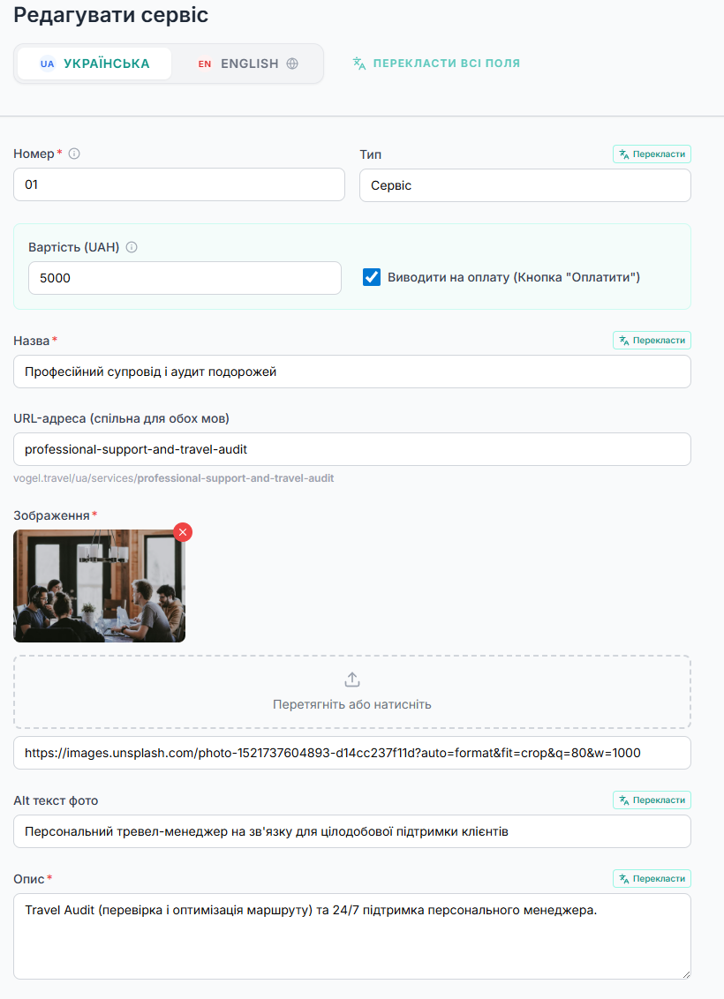 Редагувати сервіс
UA УКРАЇНСЬКА EN ENGLISH ПЕРЕКЛАСТИ ВСІ ПОЛЯ
Номер* Тип Перекласти
01 Сервіс
Вартість (UAH)
5000 Виводити на оплату (Кнопка "Оплатити")
Назва* Перекласти
Професійний супровід і аудит подорожей
URL-адреса (спільна для обох мов)
professional-support-and-travel-audit
vogel.travel/ua/services/professional-support-and-travel-audit
Зображення*
Перетягніть або натисніть
https://images.unsplash.com/photo-1521737604893-d14cc237f11d?auto=format&fit=crop&q=80&w=1000
Alt текст фото Перекласти
Персональний тревел-менеджер на зв'язку для цілодобової підтримки клієнтів
Опис* Перекласти
Travel Audit (перевірка і оптимізація маршруту) та 24/7 підтримка персонального менеджера.